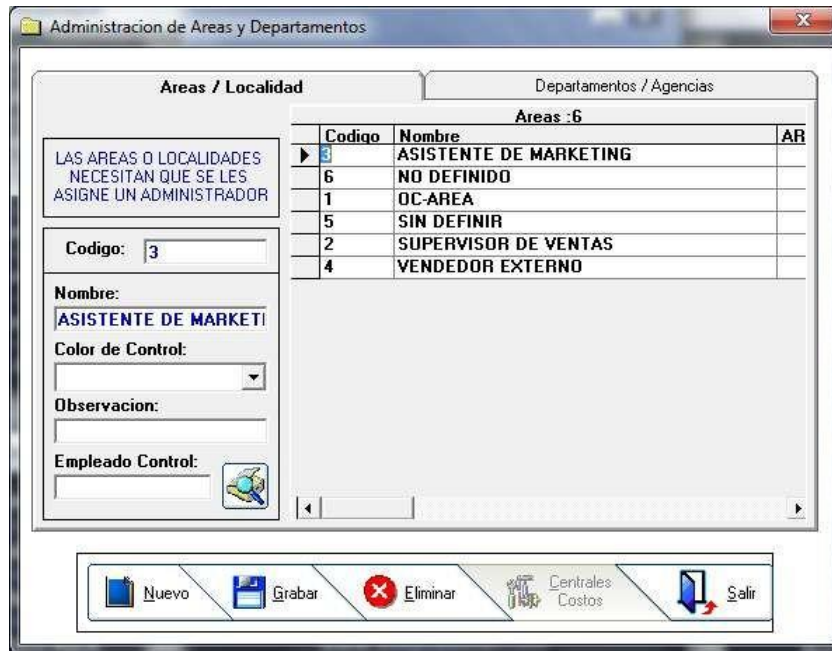 Administracion de Areas y Departamentos
Areas / Localidad
Departamentos / Agencias
LAS AREAS O LOCALIDADES
NECESITAN QUE SE LES
ASIGNE UN ADMINISTRADOR
Codigo: 3
Nombre:
ASISTENTE DE MARKETI
Color de Control:
Observacion:
Empleado Control:
Areas :6
Codigo Nombre AR
3 ASISTENTE DE MARKETING
6 NO DEFINIDO
1 OC-AREA
5 SIN DEFINIR
2 SUPERVISOR DE VENTAS
4 VENDEDOR EXTERNO
Nuevo Grabar Eliminar Centrales Salir
Costos